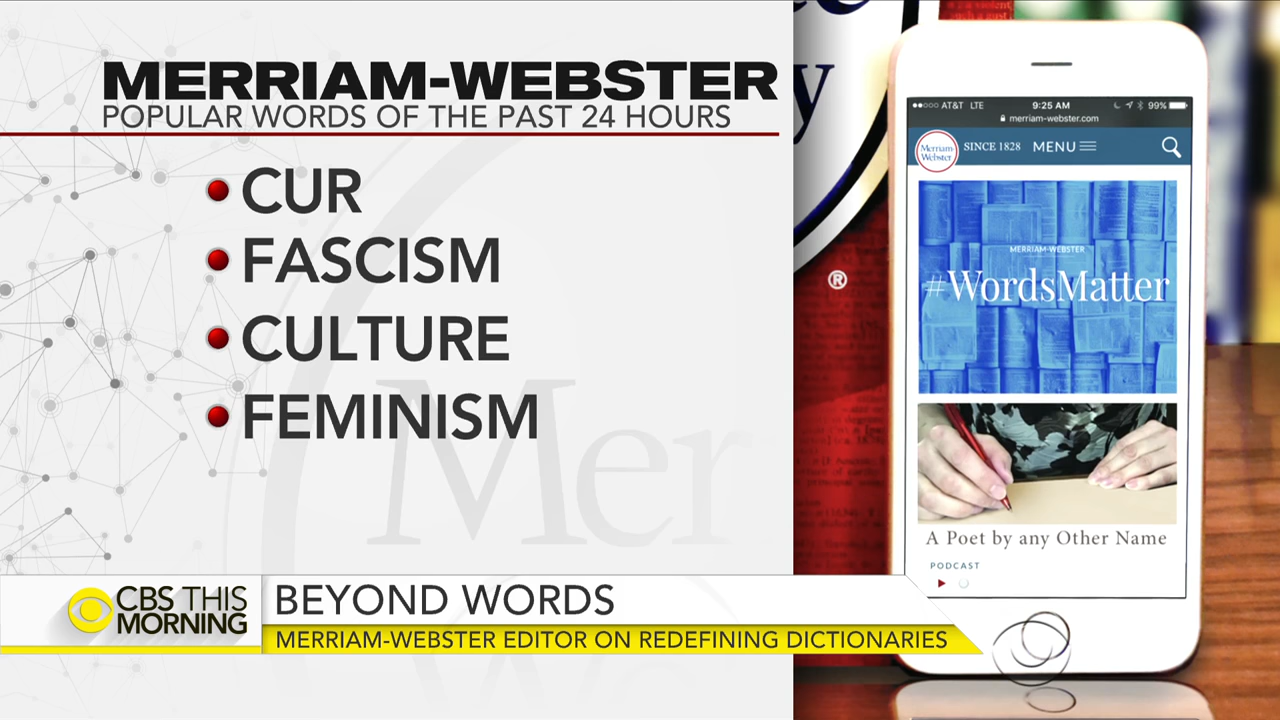 MERRIAM-WEBSTER
POPULAR WORDS OF THE PAST 24 HOURS
CUR
FASCISM
CULTURE
FEMINISM
Mer
y
®
AT&T LTE
9:25 AM
99%
merriam-webster.com
Merriam-
Webster
SINCE 1828
MENU
MERRIAM-WEBSTER
#WordsMatter
A Poet by any Other Name
PODCAST
CBS THIS
MORNING
BEYOND WORDS
MERRIAM-WEBSTER EDITOR ON REDEFINING DICTIONARIES